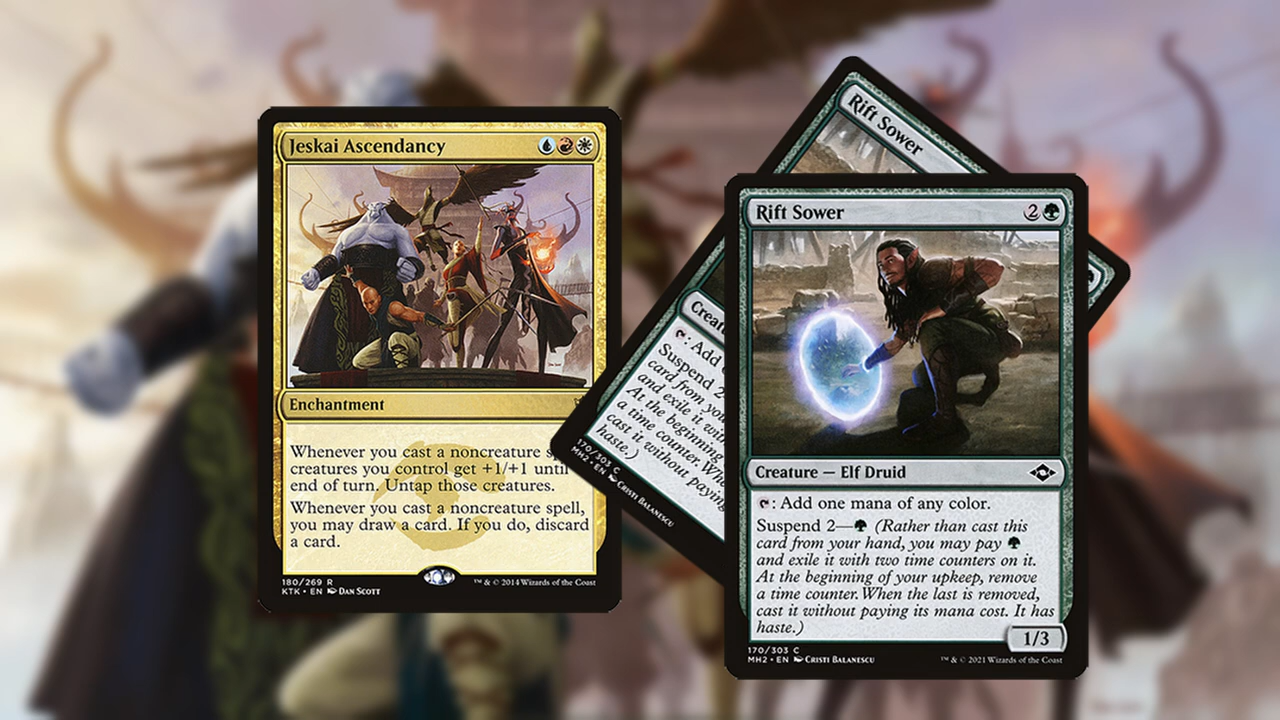 Jeskai Ascendancy
Enchantment
Whenever you cast a noncreature
creatures you control get +1/+1 until
end of turn. Untap those creatures.
Whenever you cast a noncreature spell,
you may draw a card. If you do, discard
a card.
180/269 R
KTK • EN DAN SCOTT
™ & © 2014 Wizards of the Coast
Rift Sower
: Add
Suspend
card from
and exile it
At the beginning
a time counter.
cast it without paying
haste.)
170/303 C
MH2 • EN CRISTI BALANESCU
Rift Sower
2
Creature — Elf Druid
: Add one mana of any color.
Suspend 2— (Rather than cast this
card from your hand, you may pay
and exile it with two time counters on it.
At the beginning of your upkeep, remove
a time counter. When the last is removed,
cast it without paying its mana cost. It has
haste.)
1/3
170/303 C
MH2 • EN CRISTI BALANESCU
™ & © 2021 Wizards of the Coast